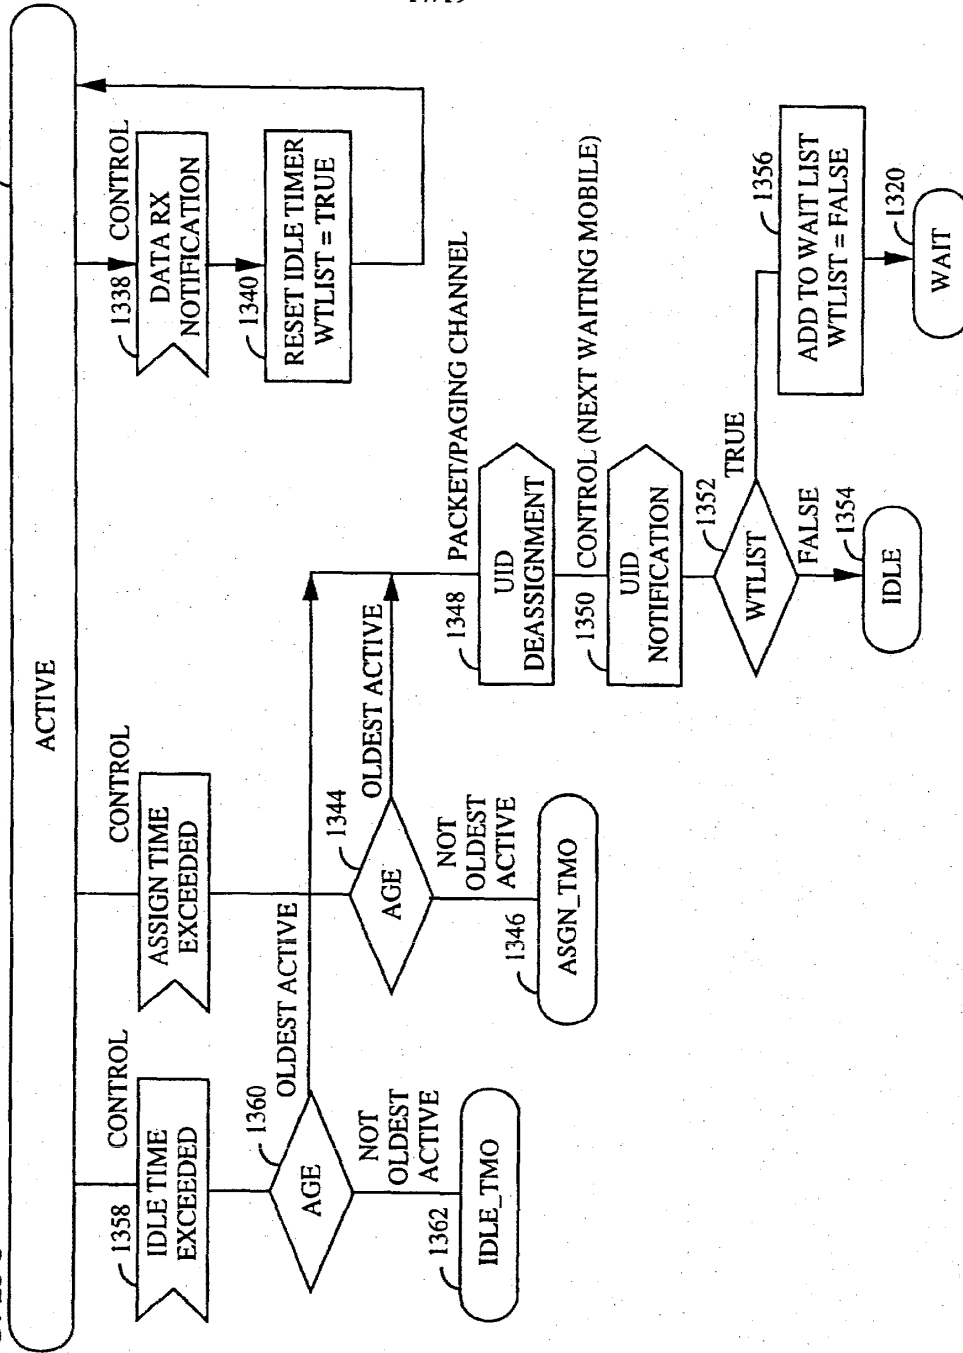 ACTIVE
1358
CONTROL
IDLE TIME
EXCEEDED
1360
AGE
OLDEST ACTIVE
NOT
OLDEST
ACTIVE
1362
IDLE_TMO
CONTROL
ASSIGN TIME
EXCEEDED
1344
AGE
OLDEST ACTIVE
NOT
OLDEST
ACTIVE
1346
ASGN_TMO
1338
CONTROL
DATA RX
NOTIFICATION
1340
RESET IDLE TIMER
WTLIST = TRUE
PACKET/PAGING CHANNEL
1348
UID
DEASSIGNMENT
CONTROL (NEXT WAITING MOBILE)
1350
UID
NOTIFICATION
1352
WTLIST
TRUE
FALSE
1354
IDLE
1356
ADD TO WAIT LIST
WTLIST = FALSE
1320
WAIT